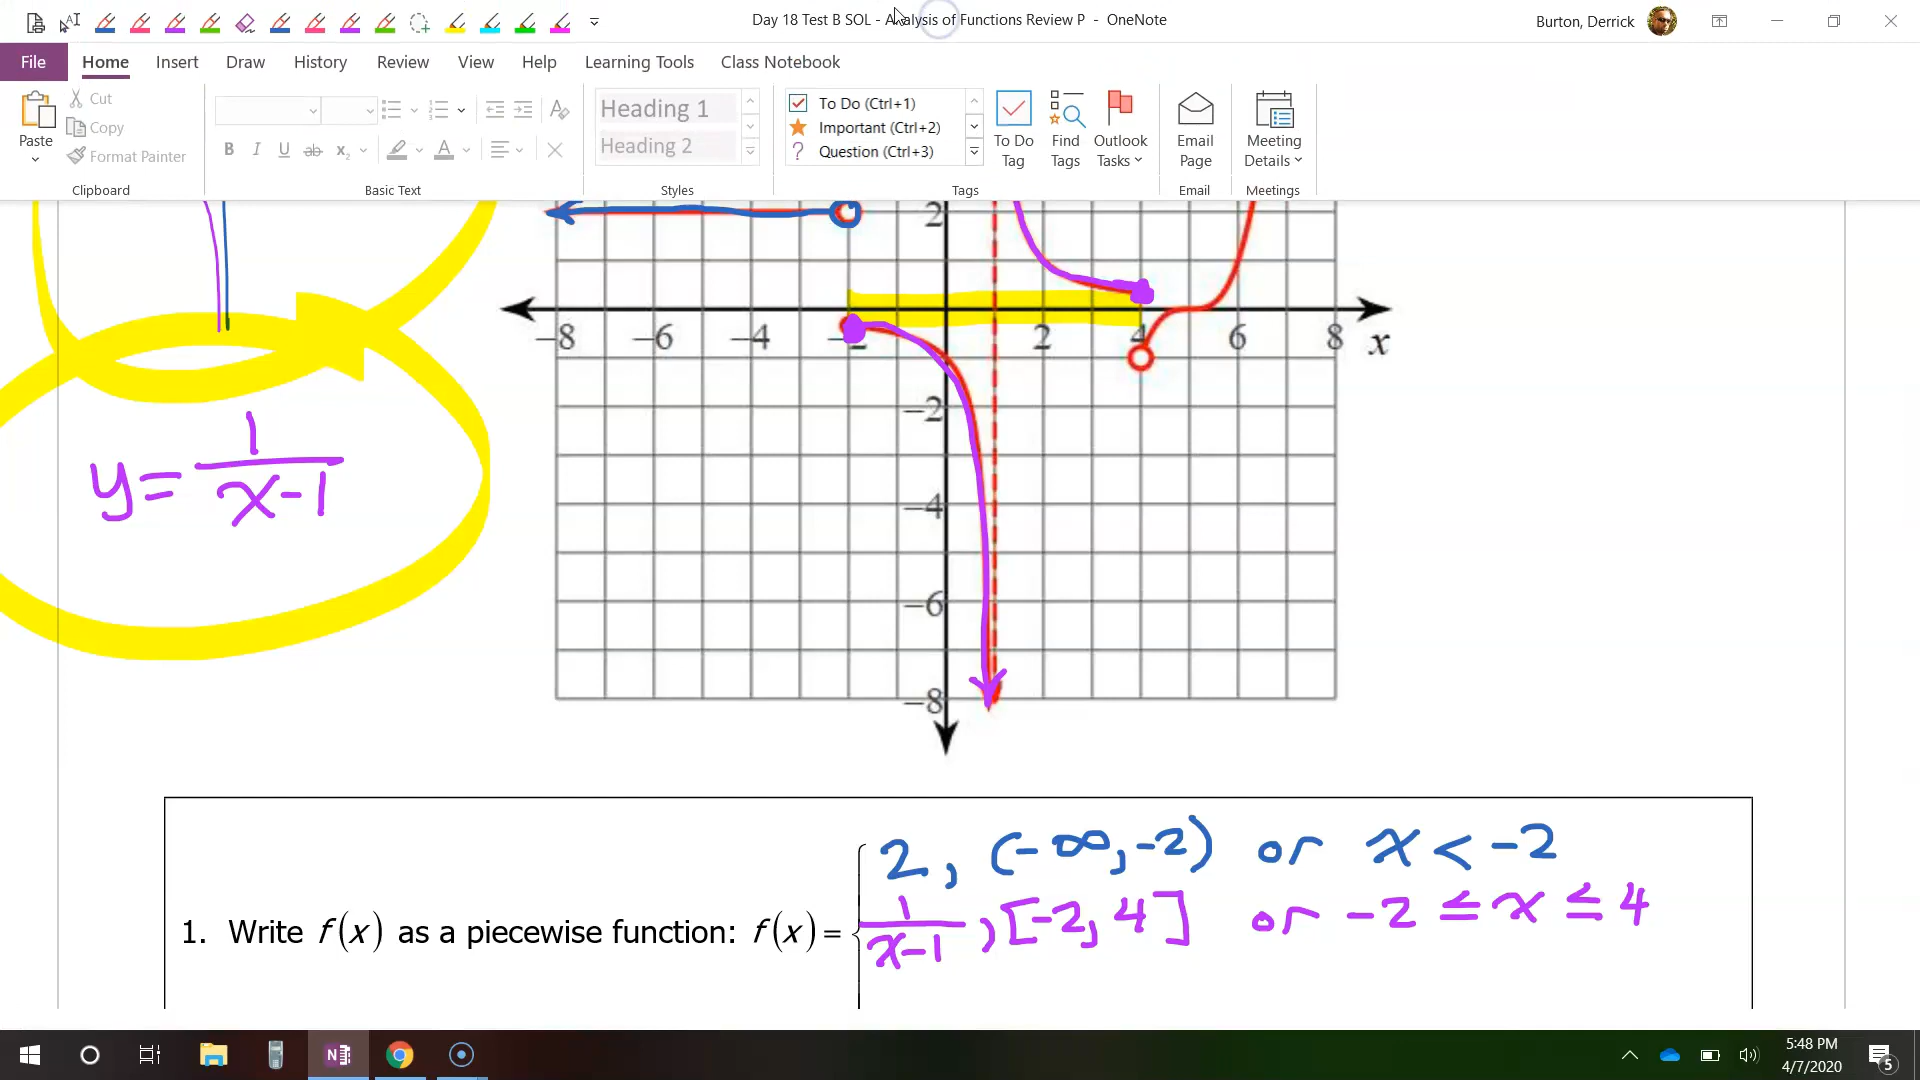 Day 18 Test B SOL - Analysis of Functions Review P - OneNote
Burton, Derrick
File Home Insert Draw History Review View Help Learning Tools Class Notebook
Paste
Cut
Copy
Format Painter
Clipboard
B I U ab x₂ A
Basic Text
Heading 1
Heading 2
Styles
To Do (Ctrl+1)
Important (Ctrl+2)
? Question (Ctrl+3)
Tags
To Do Tag
Find Tags
Outlook Tasks
Email Page
Email
Meeting Details
Meetings
2
-8 -6 -4 -2 2 4 6 8 x
-2
-4
-6
-8
y = 1/(x-1)
2, (-∞, -2) or x < -2
1. Write f(x) as a piecewise function: f(x) = { 1/(x-1), [-2, 4] or -2 ≤ x ≤ 4
N
5:48 PM
4/7/2020
5